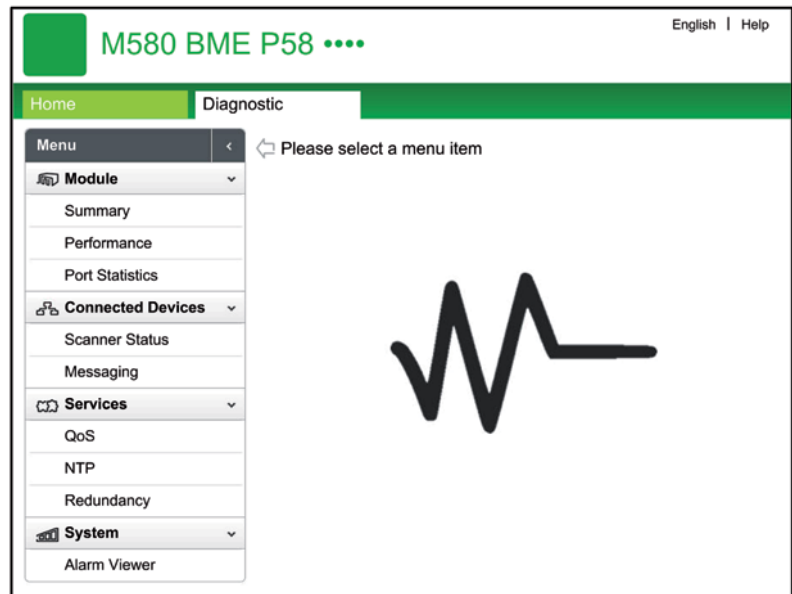 M580 BME P58 ••••
English | Help
Home
Diagnostic
Menu
Please select a menu item
Module
Summary
Performance
Port Statistics
Connected Devices
Scanner Status
Messaging
Services
QoS
NTP
Redundancy
System
Alarm Viewer